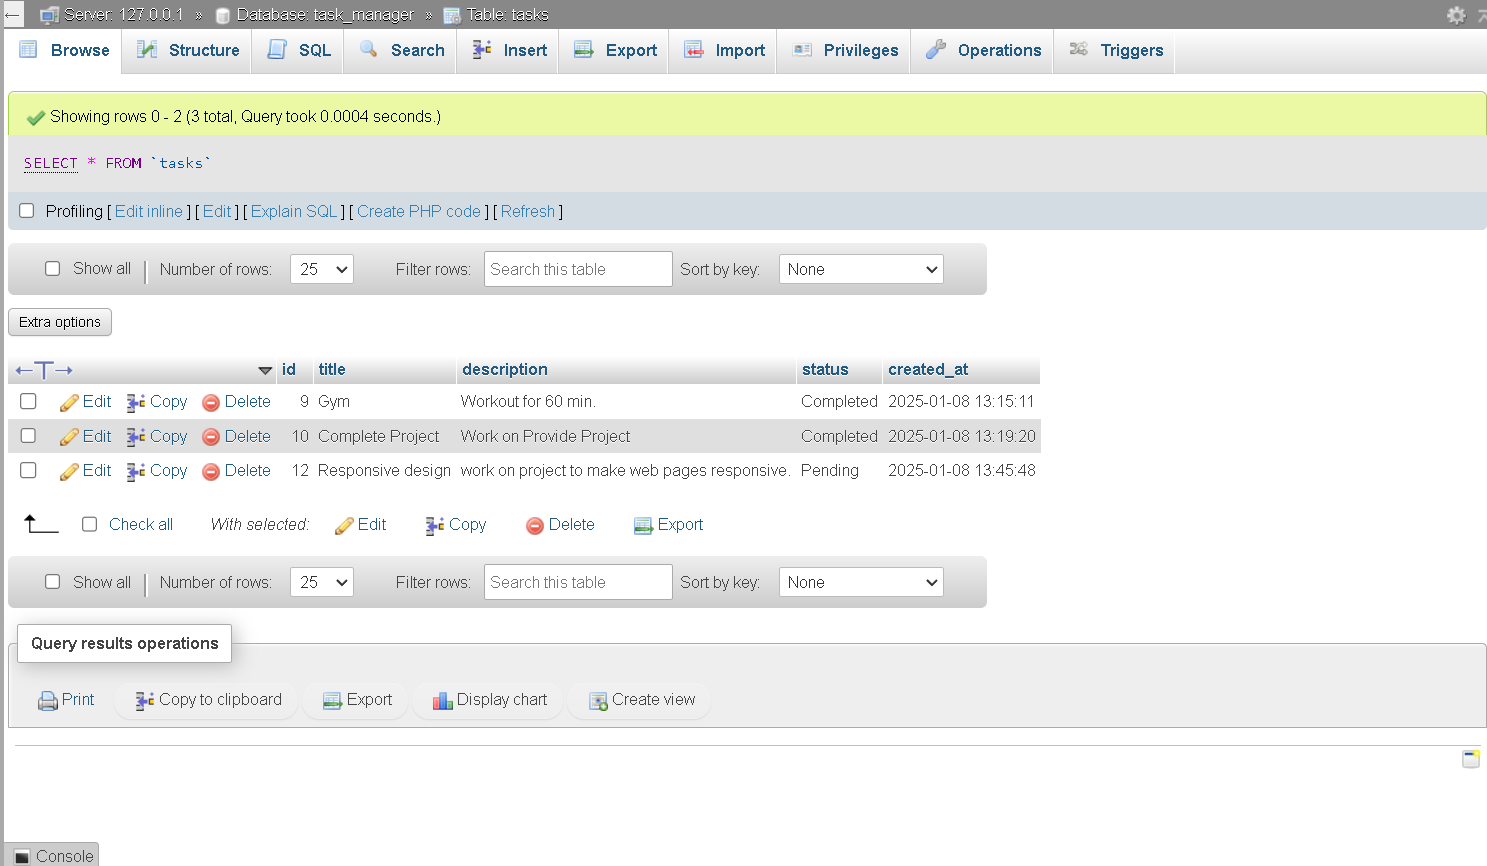 Server: 127.0.0.1 » Database: task_manager » Table: tasks
Browse Structure SQL Search Insert Export Import Privileges Operations Triggers
Showing rows 0 - 2 (3 total, Query took 0.0004 seconds.)
SELECT * FROM `tasks`
Profiling [ Edit inline ] [ Edit ] [ Explain SQL ] [ Create PHP code ] [ Refresh ]
Show all Number of rows: 25 Filter rows: Search this table Sort by key: None
Extra options
id title description status created_at
Edit Copy Delete 9 Gym Workout for 60 min. Completed 2025-01-08 13:15:11
Edit Copy Delete 10 Complete Project Work on Provide Project Completed 2025-01-08 13:19:20
Edit Copy Delete 12 Responsive design work on project to make web pages responsive. Pending 2025-01-08 13:45:48
Check all With selected: Edit Copy Delete Export
Show all Number of rows: 25 Filter rows: Search this table Sort by key: None
Query results operations
Print Copy to clipboard Export Display chart Create view
Console